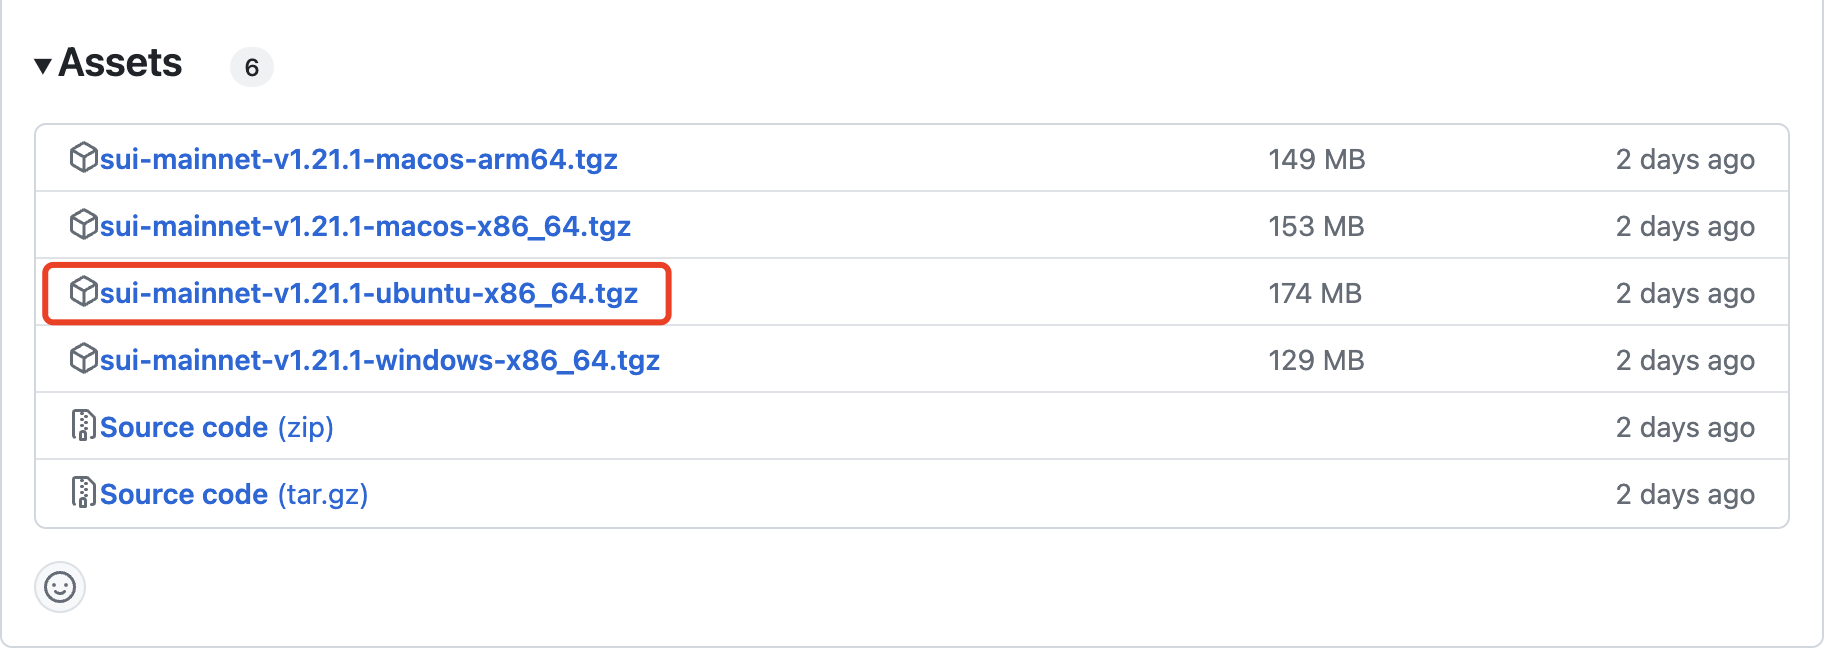 Assets 6
sui-mainnet-v1.21.1-macos-arm64.tgz 149 MB 2 days ago
sui-mainnet-v1.21.1-macos-x86_64.tgz 153 MB 2 days ago
sui-mainnet-v1.21.1-ubuntu-x86_64.tgz 174 MB 2 days ago
sui-mainnet-v1.21.1-windows-x86_64.tgz 129 MB 2 days ago
Source code (zip) 2 days ago
Source code (tar.gz) 2 days ago